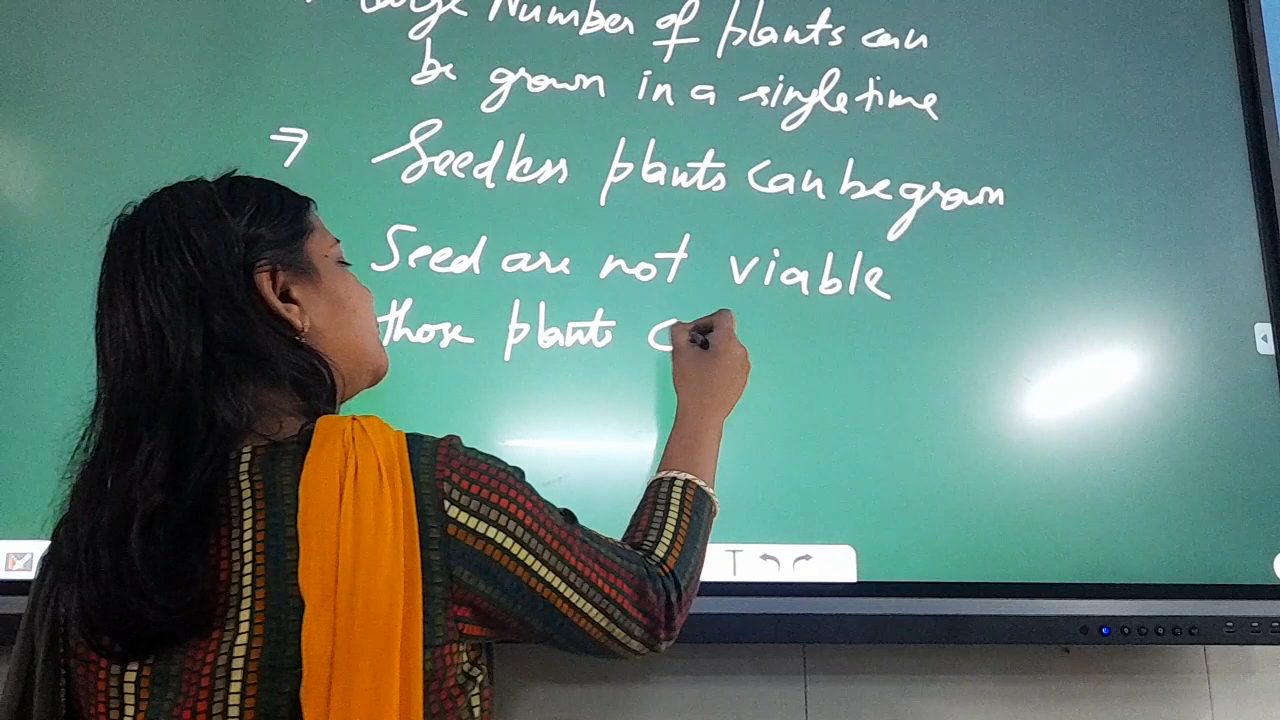 Large Number of plants can
be grown in a single time
→ Seedless plants can be grown
Seed are not viable
those plants c
T